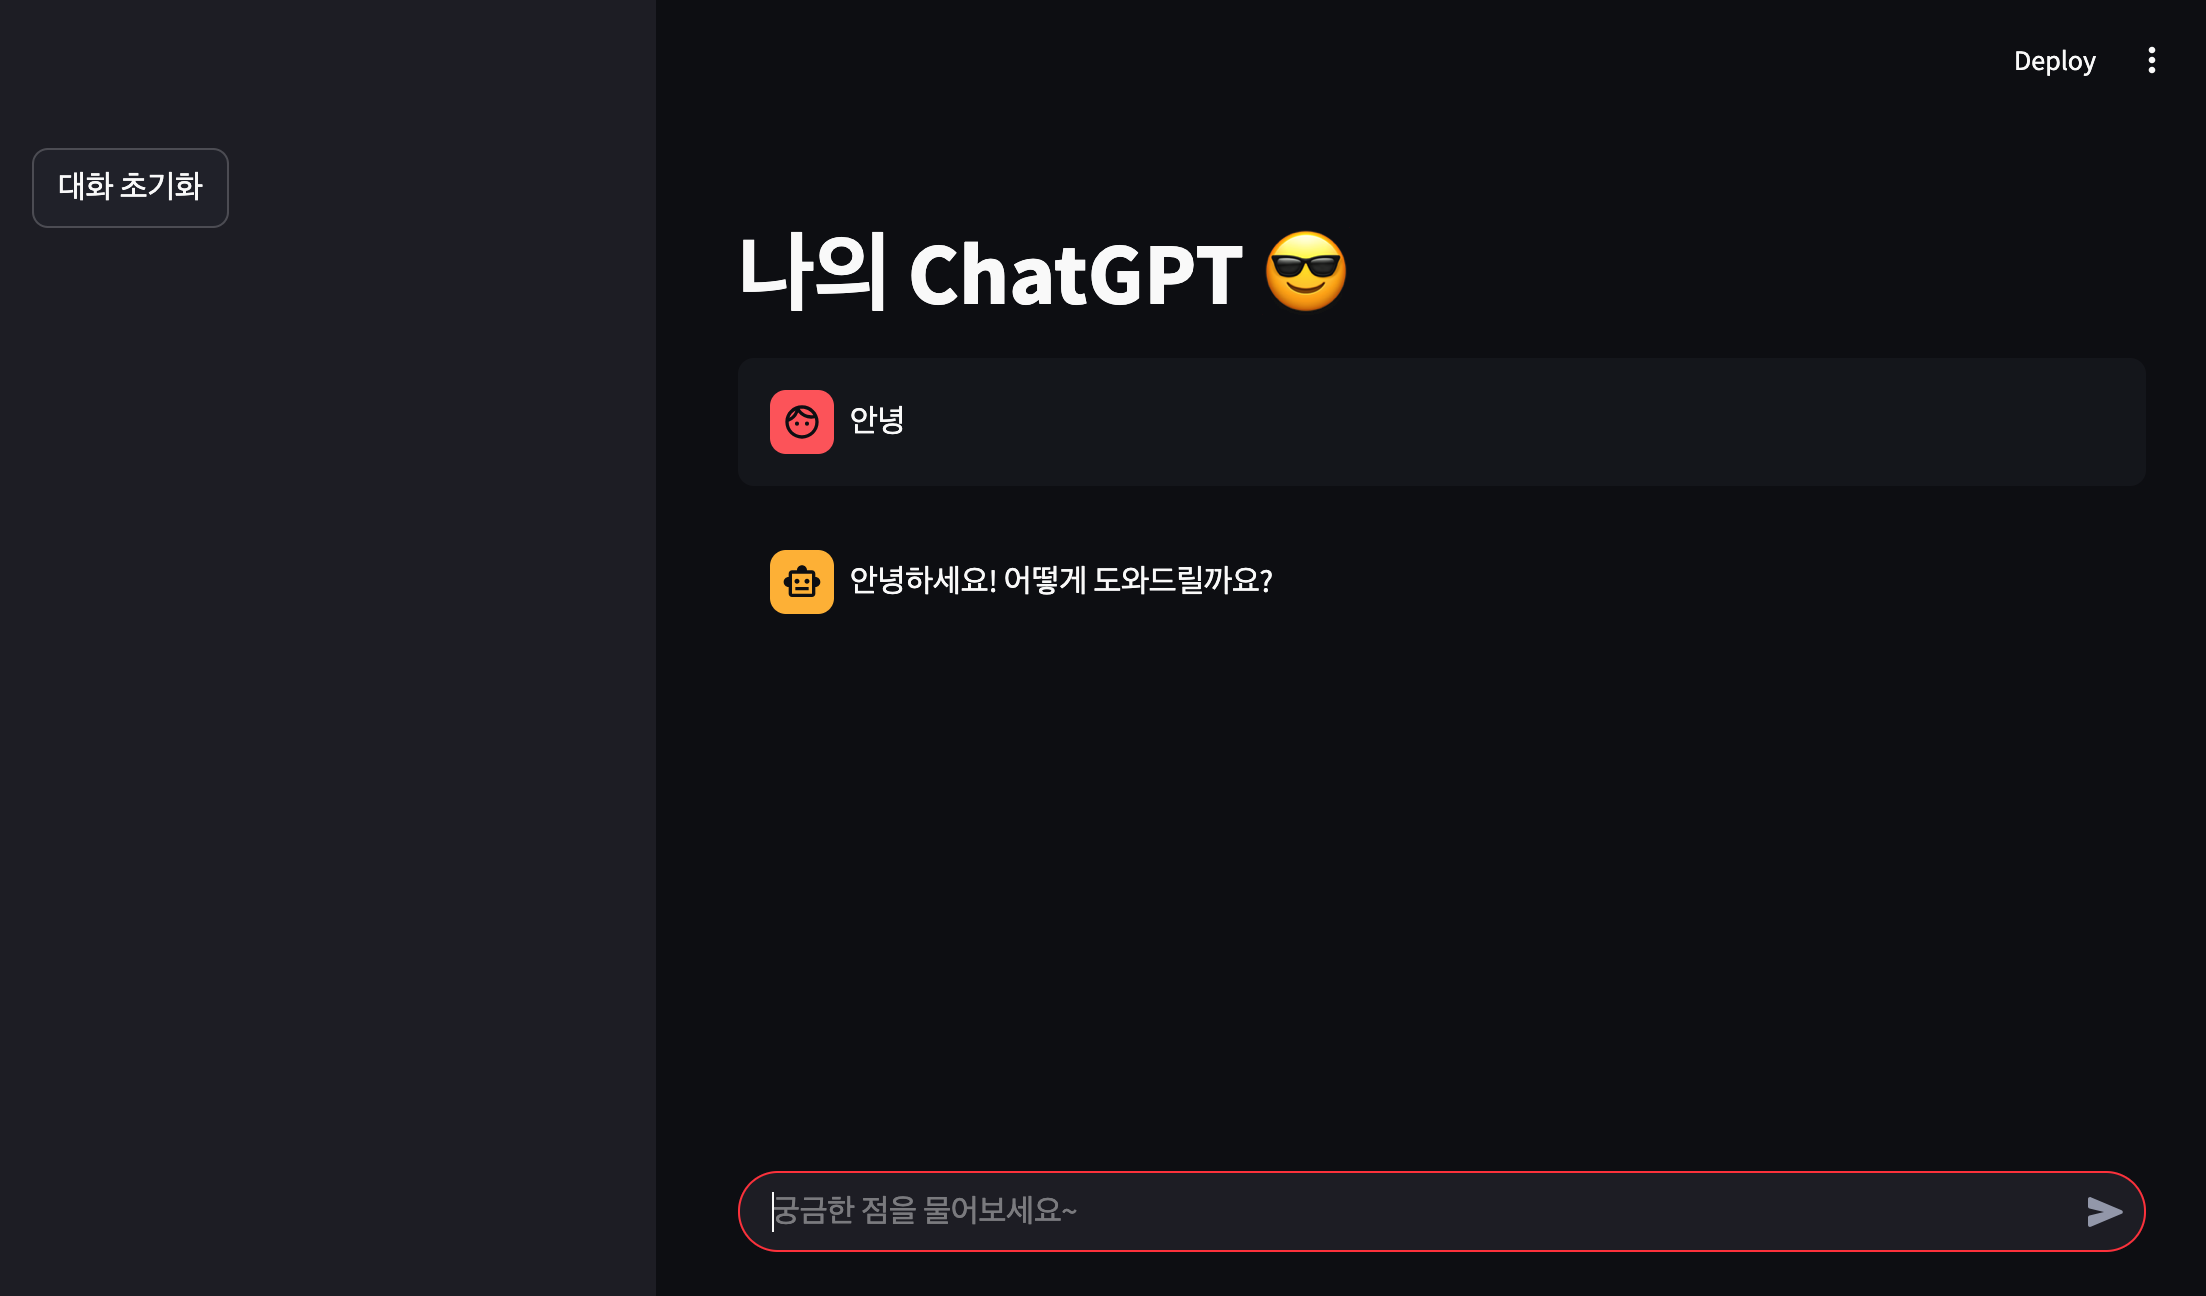 Deploy
대화 초기화
나의 ChatGPT 😎
안녕
안녕하세요! 어떻게 도와드릴까요?
궁금한 점을 물어보세요~